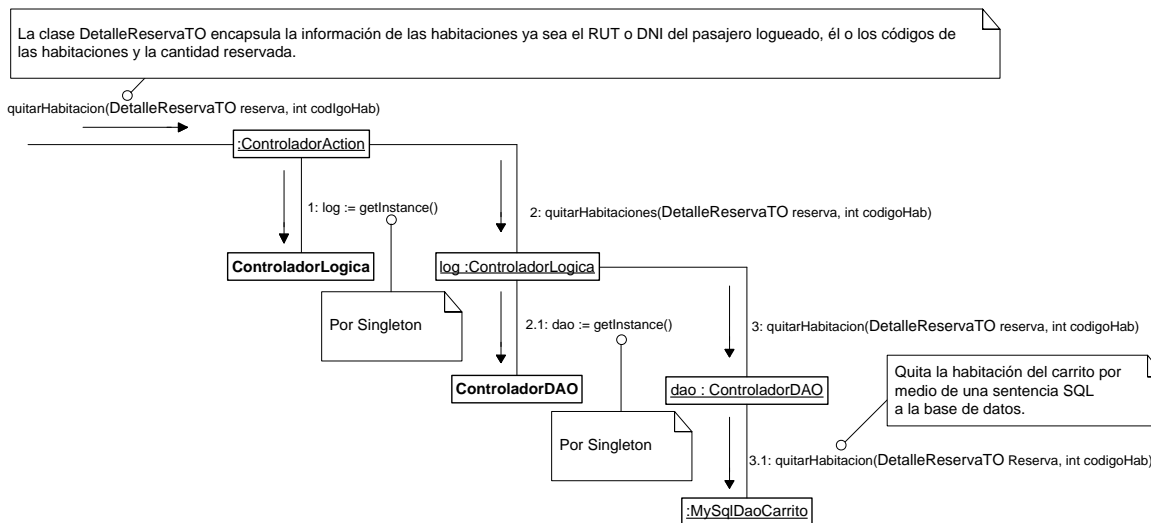 La clase DetalleReservaTO encapsula la información de las habitaciones ya sea el RUT o DNI del pasajero logueado, él o los códigos de
las habitaciones y la cantidad reservada.
quitarHabitacion(DetalleReservaTO reserva, int codIgoHab)
:ControladorAction
1: log := getInstance()
2: quitarHabitaciones(DetalleReservaTO reserva, int codigoHab)
ControladorLogica
log :ControladorLogica
Por Singleton
2.1: dao := getInstance()
3: quitarHabitacion(DetalleReservaTO reserva, int codigoHab)
ControladorDAO
dao : ControladorDAO
Quita la habitación del carrito por
medio de una sentencia SQL
a la base de datos.
Por Singleton
3.1: quitarHabitacion(DetalleReservaTO Reserva, int codigoHab)
:MySqlDaoCarrito